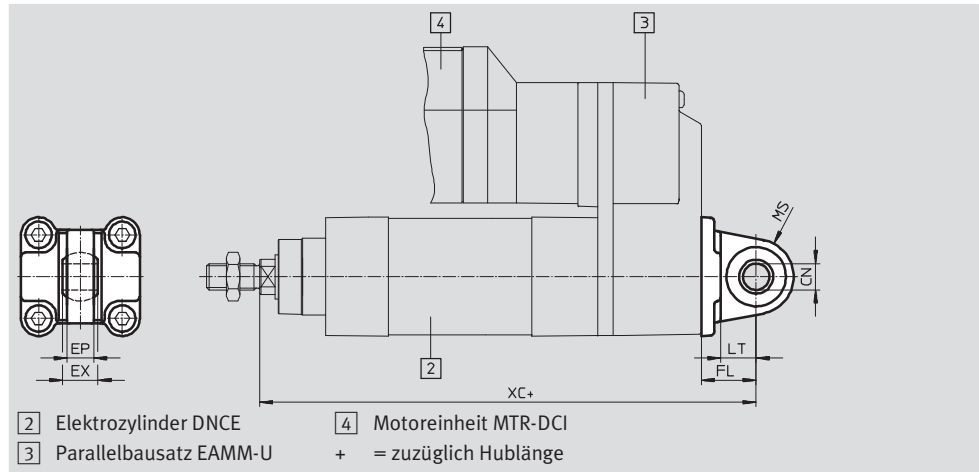 4
3
MS
CN
EP
EX
LT
FL
2
XC+
2 Elektrozylinder DNCE
3 Parallelbausatz EAMM-U
4 Motoreinheit MTR-DCI
+ = zuzüglich Hublänge